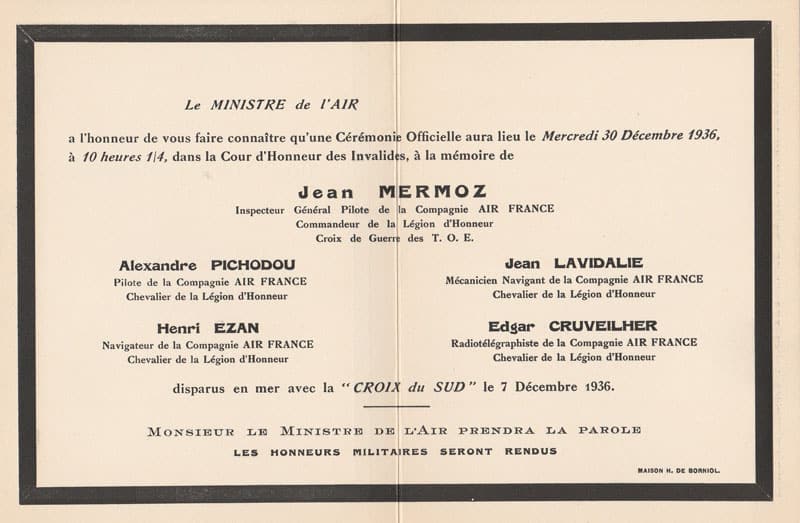 Le MINISTRE de l'AIR
a l'honneur de vous faire connaître qu'une Cérémonie Officielle aura lieu le Mercredi 30 Décembre 1936,
à 10 heures 1/4, dans la Cour d'Honneur des Invalides, à la mémoire de
Jean MERMOZ
Inspecteur Général Pilote de la Compagnie AIR FRANCE
Commandeur de la Légion d'Honneur
Croix de Guerre des T. O. E.
Alexandre PICHODOU
Pilote de la Compagnie AIR FRANCE
Chevalier de la Légion d'Honneur
Jean LAVIDALIE
Mécanicien Navigant de la Compagnie AIR FRANCE
Chevalier de la Légion d'Honneur
Henri EZAN
Navigateur de la Compagnie AIR FRANCE
Chevalier de la Légion d'Honneur
Edgar CRUVEILHER
Radiotélégraphiste de la Compagnie AIR FRANCE
Chevalier de la Légion d'Honneur
disparus en mer avec la "CROIX du SUD" le 7 Décembre 1936.
MONSIEUR LE MINISTRE DE L'AIR PRENDRA LA PAROLE
LES HONNEURS MILITAIRES SERONT RENDUS
MAISON H. DE BORNIOL.